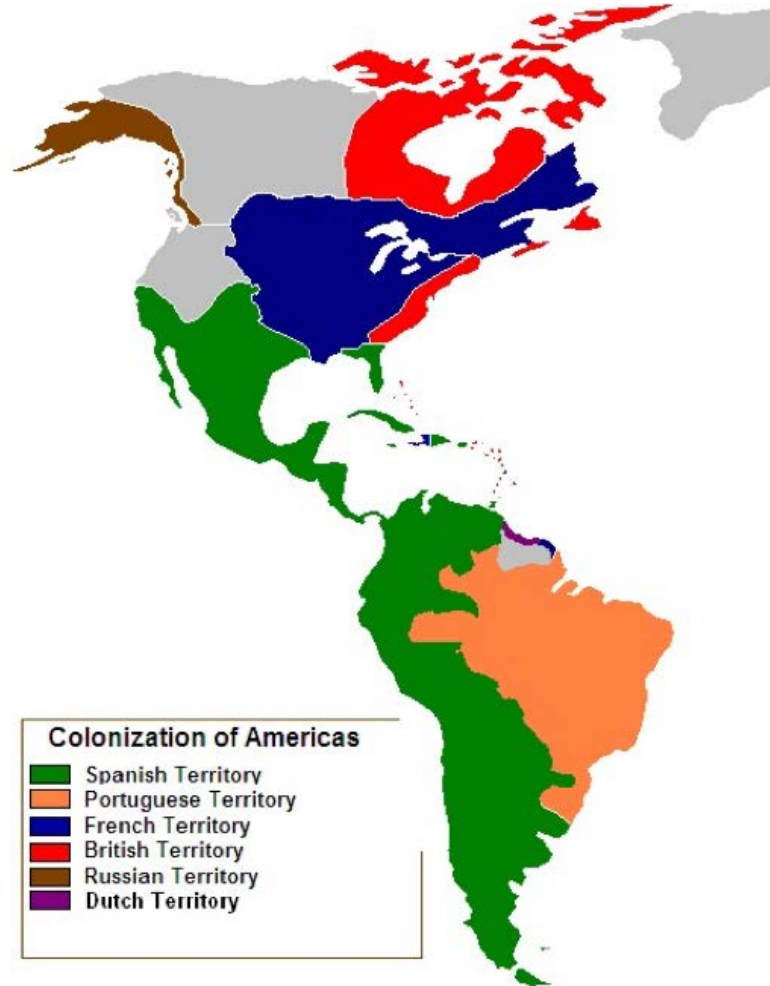 Colonization of Americas
Spanish Territory
Portuguese Territory
French Territory
British Territory
Russian Territory
Dutch Territory